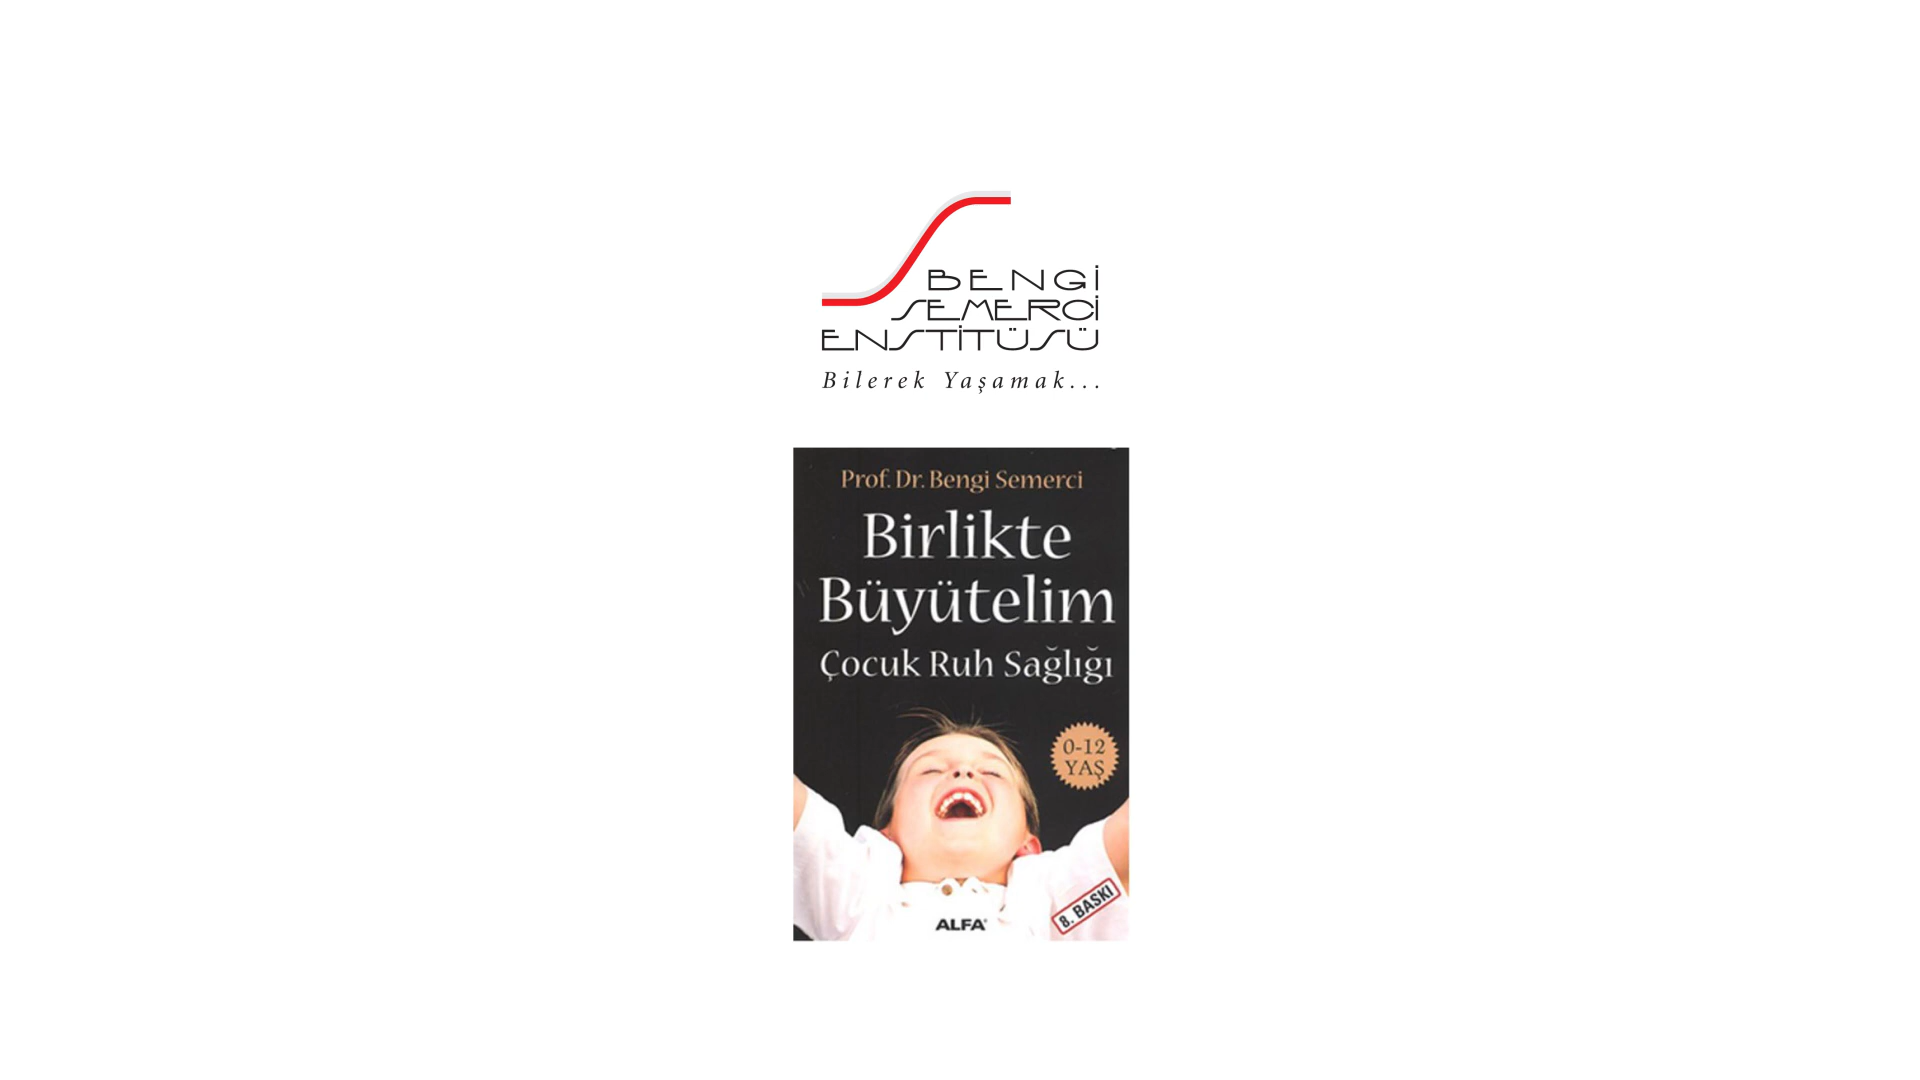 BENGİ
SEMERCİ
ENSTİTÜSÜ
Bilerek Yaşamak...
Prof. Dr. Bengi Semerci
Birlikte
Büyütelim
Çocuk Ruh Sağlığı
0-12
YAŞ
8. BASKI
ALFA